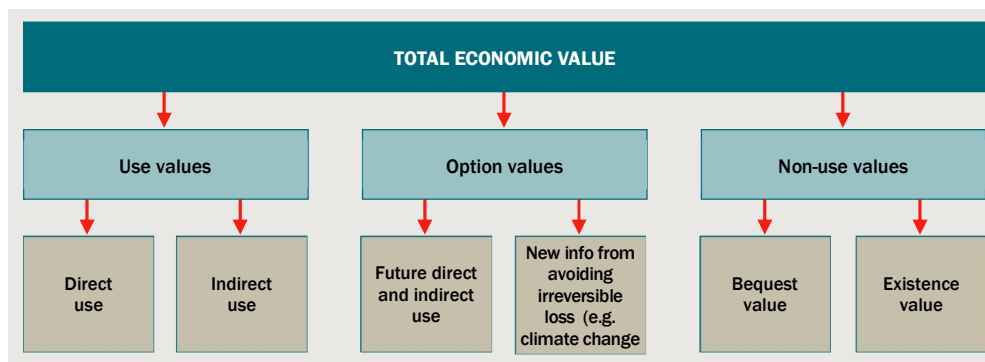 TOTAL ECONOMIC VALUE
Use values
Option values
Non-use values
Direct
use
Indirect
use
Future direct
and indirect
use
New info from
avoiding
irreversible
loss (e.g.
climate change
Bequest
value
Existence
value